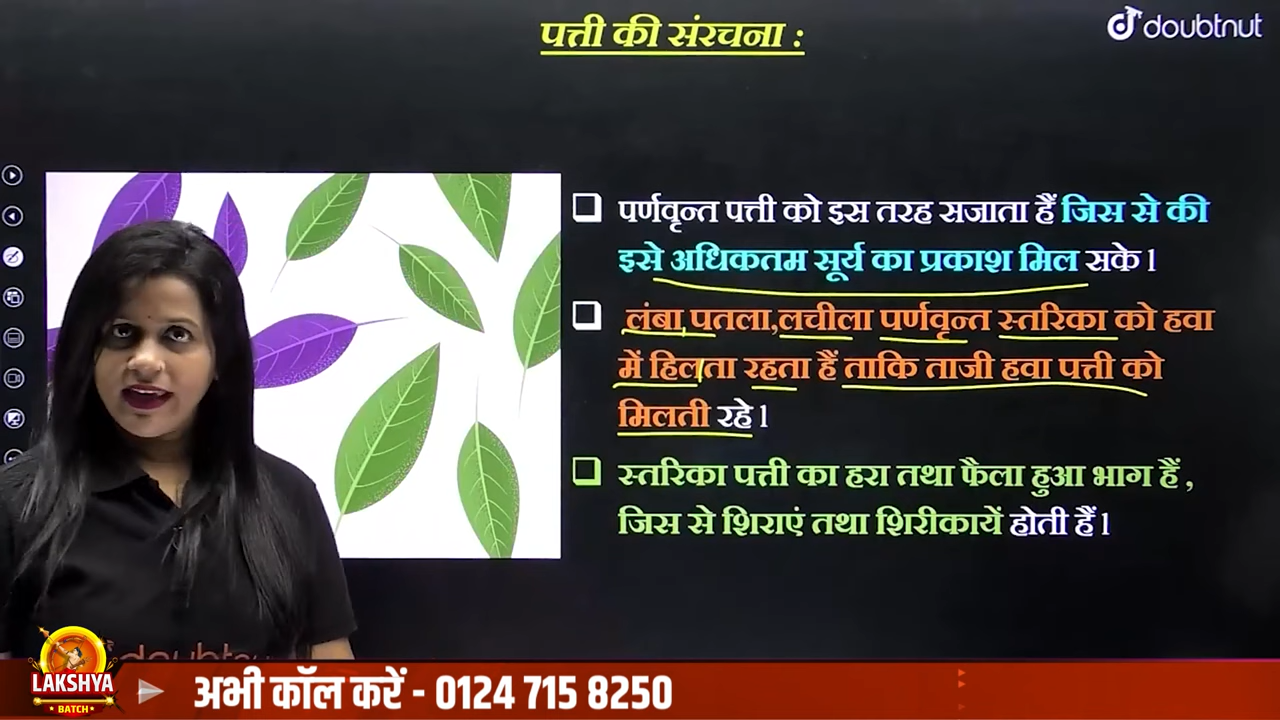 पत्ती की संरचना :
doubtnut
पर्णवृन्त पत्ती को इस तरह सजाता हैं जिस से की
इसे अधिकतम सूर्य का प्रकाश मिल सके l
लंबा,पतला,लचीला पर्णवृन्त स्तरिका को हवा
में हिलता रहता हैं ताकि ताजी हवा पत्ती को
मिलती रहे l
स्तरिका पत्ती का हरा तथा फैला हुआ भाग हैं ,
जिस से शिराएं तथा शिरीकायें होती हैं l
doubtnut
LAKSHYA
BATCH
अभी कॉल करें - 0124 715 8250